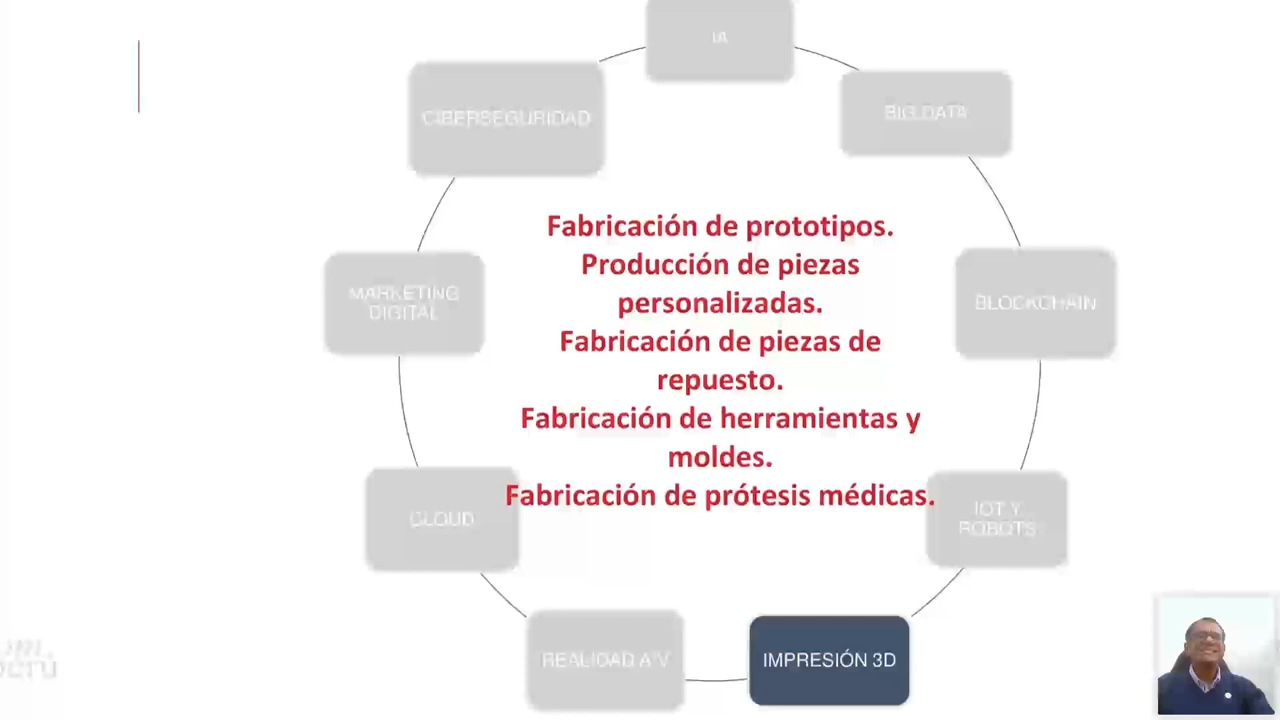 IA
CIBERSEGURIDAD
BIG DATA
Fabricación de prototipos.
Producción de piezas
personalizadas.
Fabricación de piezas de
repuesto.
Fabricación de herramientas y
moldes.
Fabricación de prótesis médicas.
MARKETING
DIGITAL
BLOCKCHAIN
CLOUD
IOT Y
ROBOTS
REALIDAD A/V
IMPRESIÓN 3D